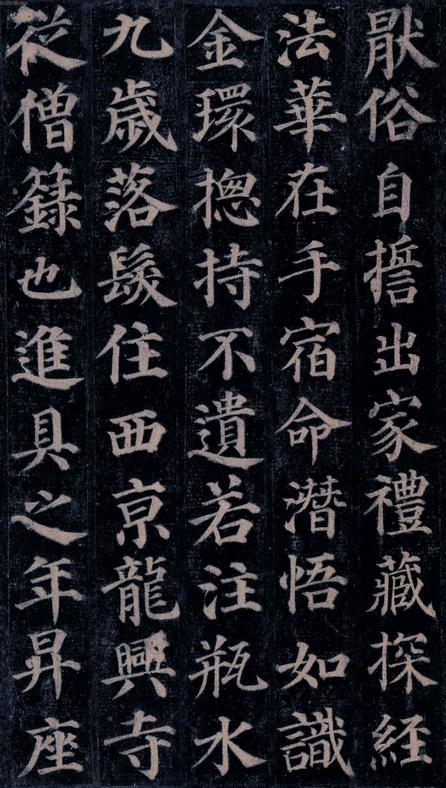 猒俗自誓出家禮藏探經
法華在手宿命潛悟如識
金環揔持不遺若注瓶水
九歲落髮住西亰龍興寺
從僧籙也進具之年昇座